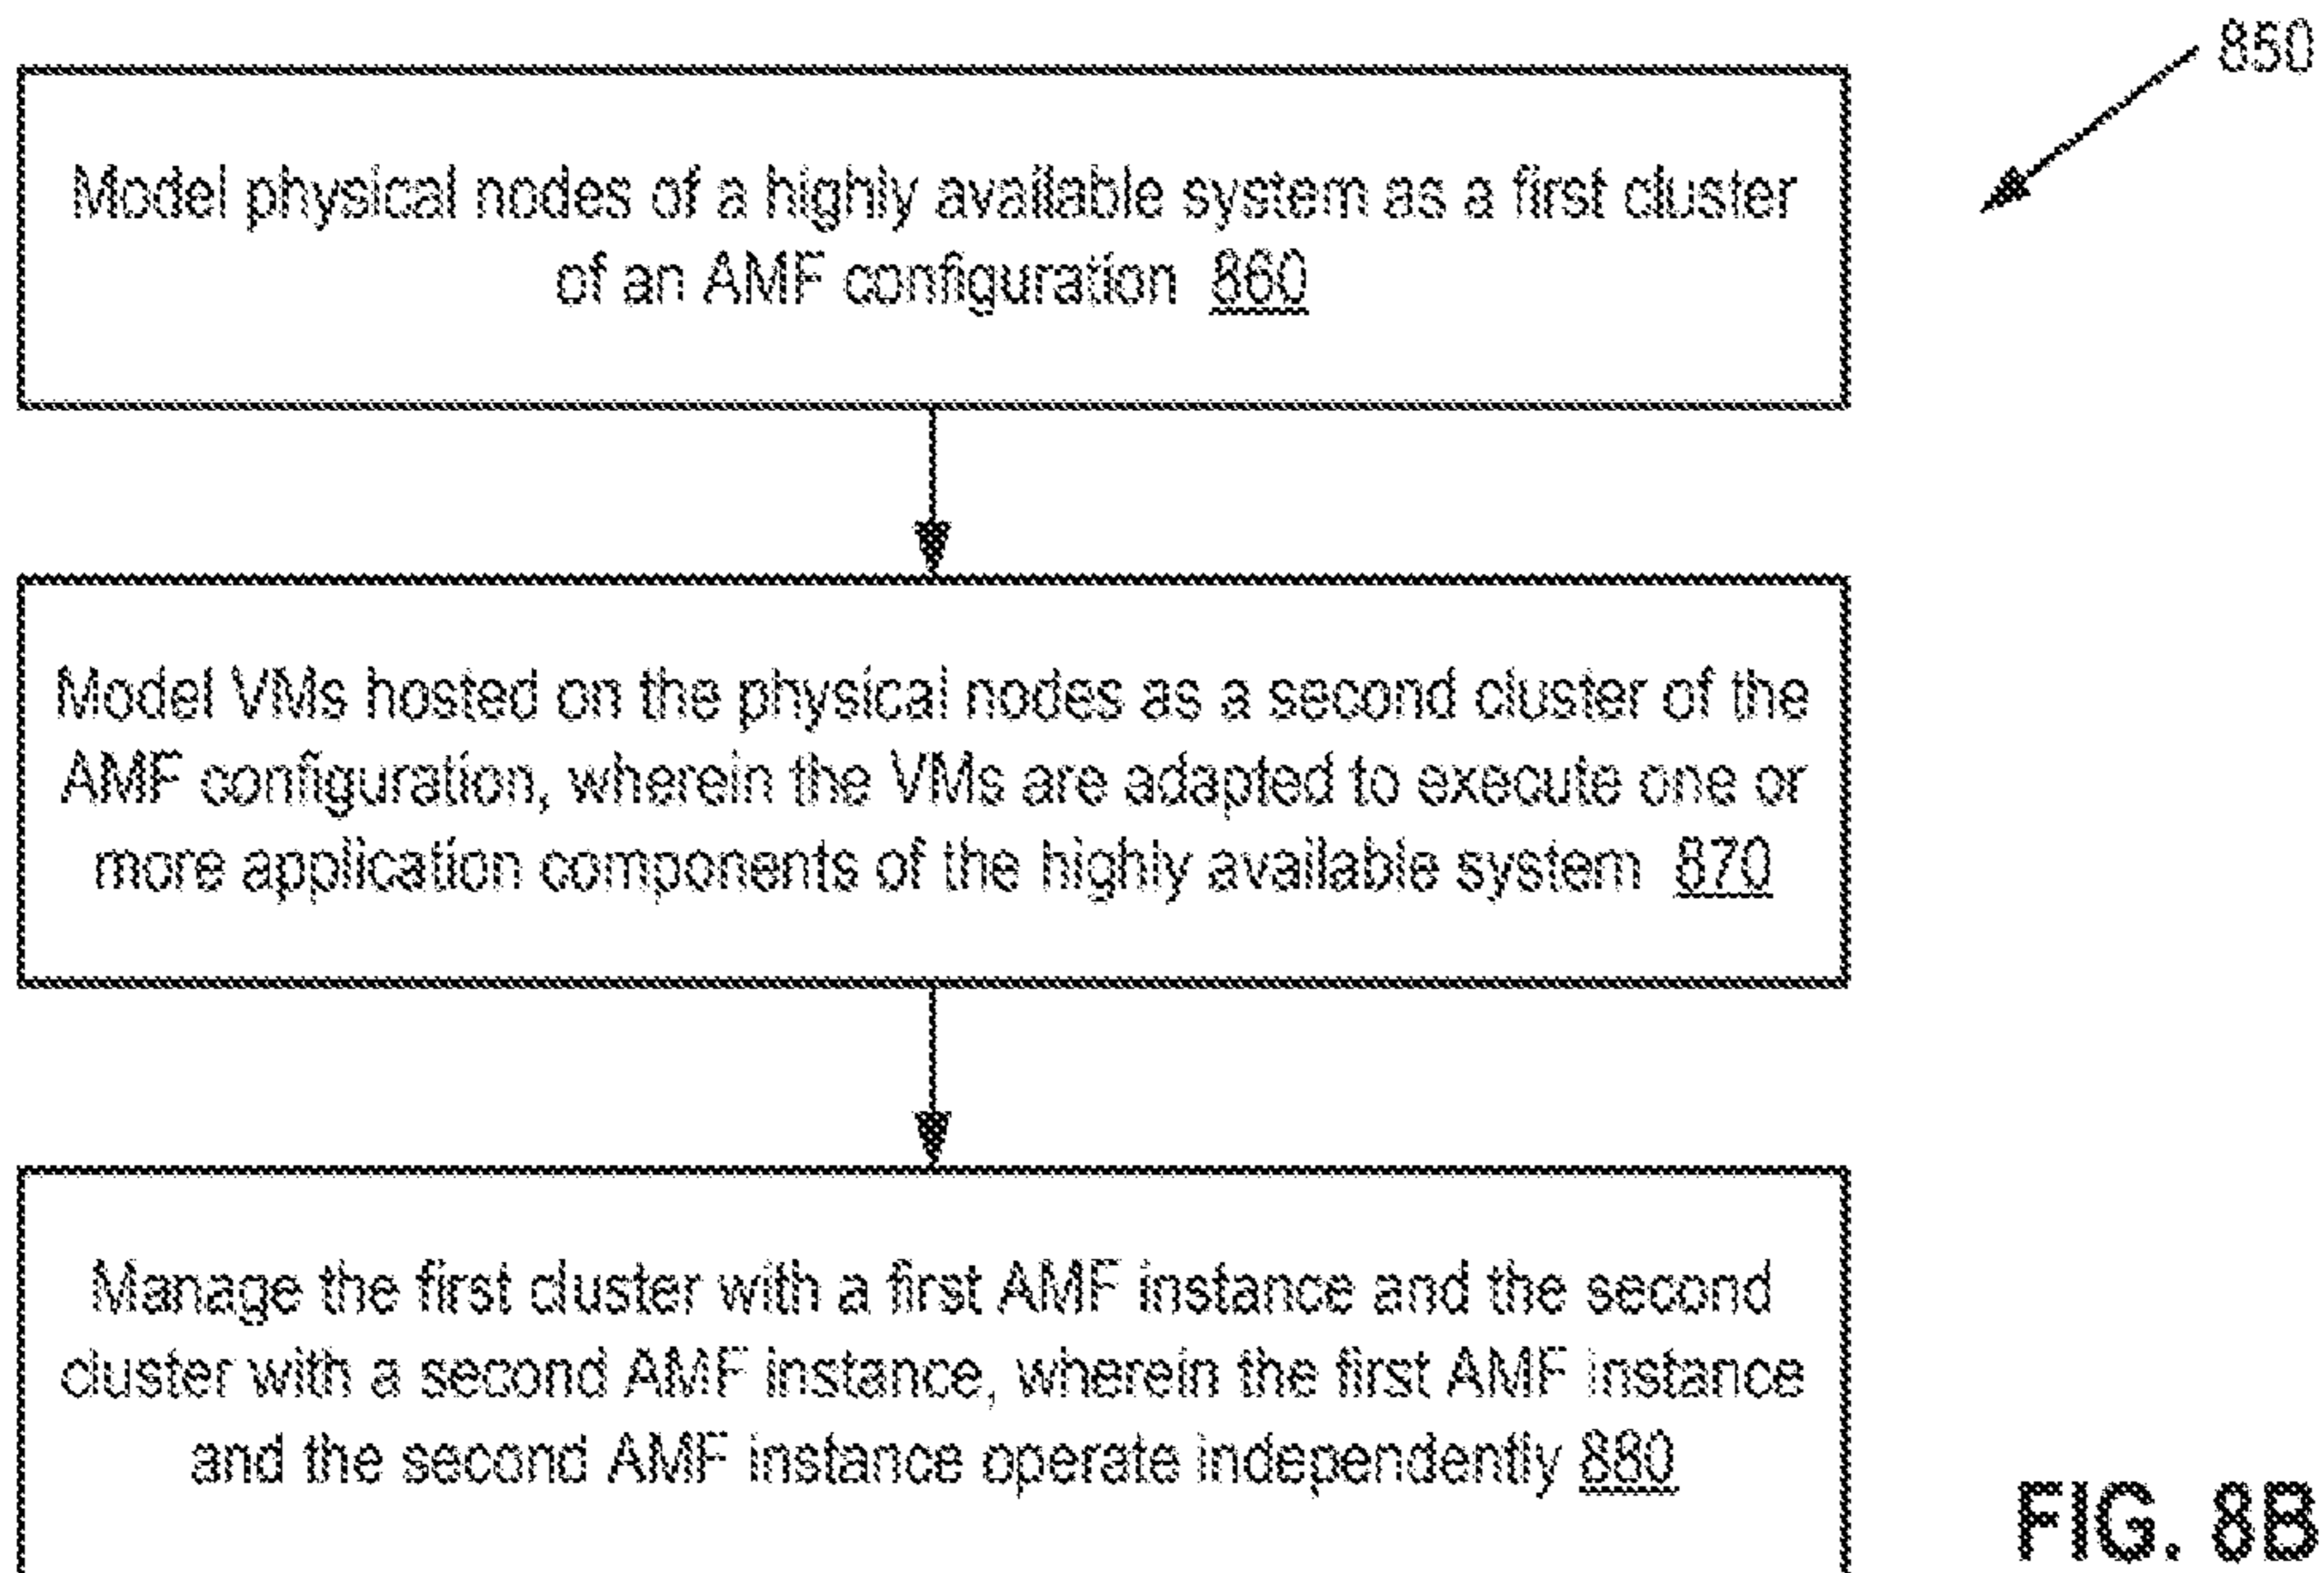 850
Model physical nodes of a highly available system as a first cluster
of an AMF configuration 860
Model VMs hosted on the physical nodes as a second cluster of the
AMF configuration, wherein the VMs are adapted to execute one or
more application components of the highly available system 870
Manage the first cluster with a first AMF instance and the second
cluster with a second AMF instance, wherein the first AMF instance
and the second AMF instance operate independently 880
FIG. 8B